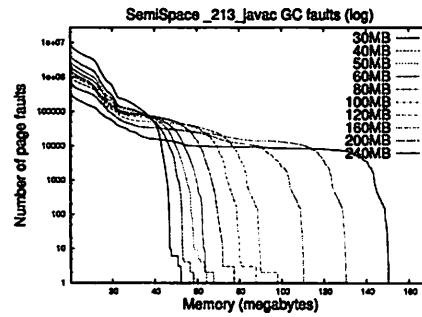 SemiSpace _213_javac GC faults (log)
Number of page faults
1e+07
1e+06
100000
10000
1000
100
10
1
30MB
40MB
50MB
60MB
80MB
100MB
120MB
160MB
200MB
240MB
20 40 60 80 100 120 140 160
Memory (megabytes)